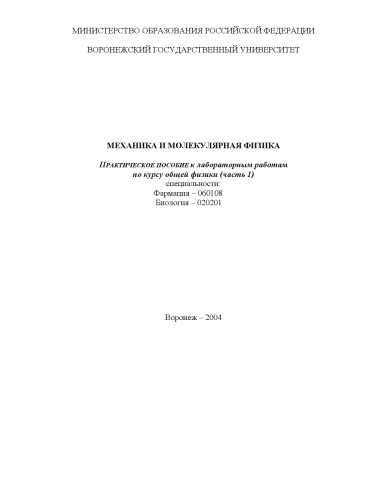 МИНИСТЕРСТВО ОБРАЗОВАНИЯ РОССИЙСКОЙ ФЕДЕРАЦИИ
ВОРОНЕЖСКИЙ ГОСУДАРСТВЕННЫЙ УНИВЕРСИТЕТ
МЕХАНИКА И МОЛЕКУЛЯРНАЯ ФИЗИКА
ПРАКТИЧЕСКОЕ ПОСОБИЕ к лабораторным работам
по курсу общей физики (часть 1)
специальности:
Фармация – 060108
Биология – 020201
Воронеж – 2004